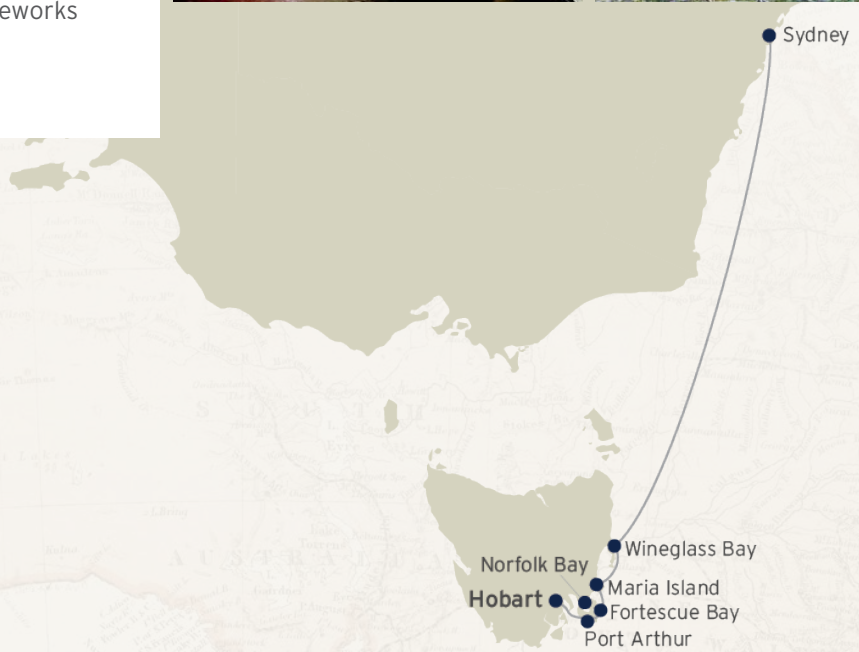 eworks
Sydney
Wineglass Bay
Norfolk Bay
Maria Island
Hobart
Fortescue Bay
Port Arthur